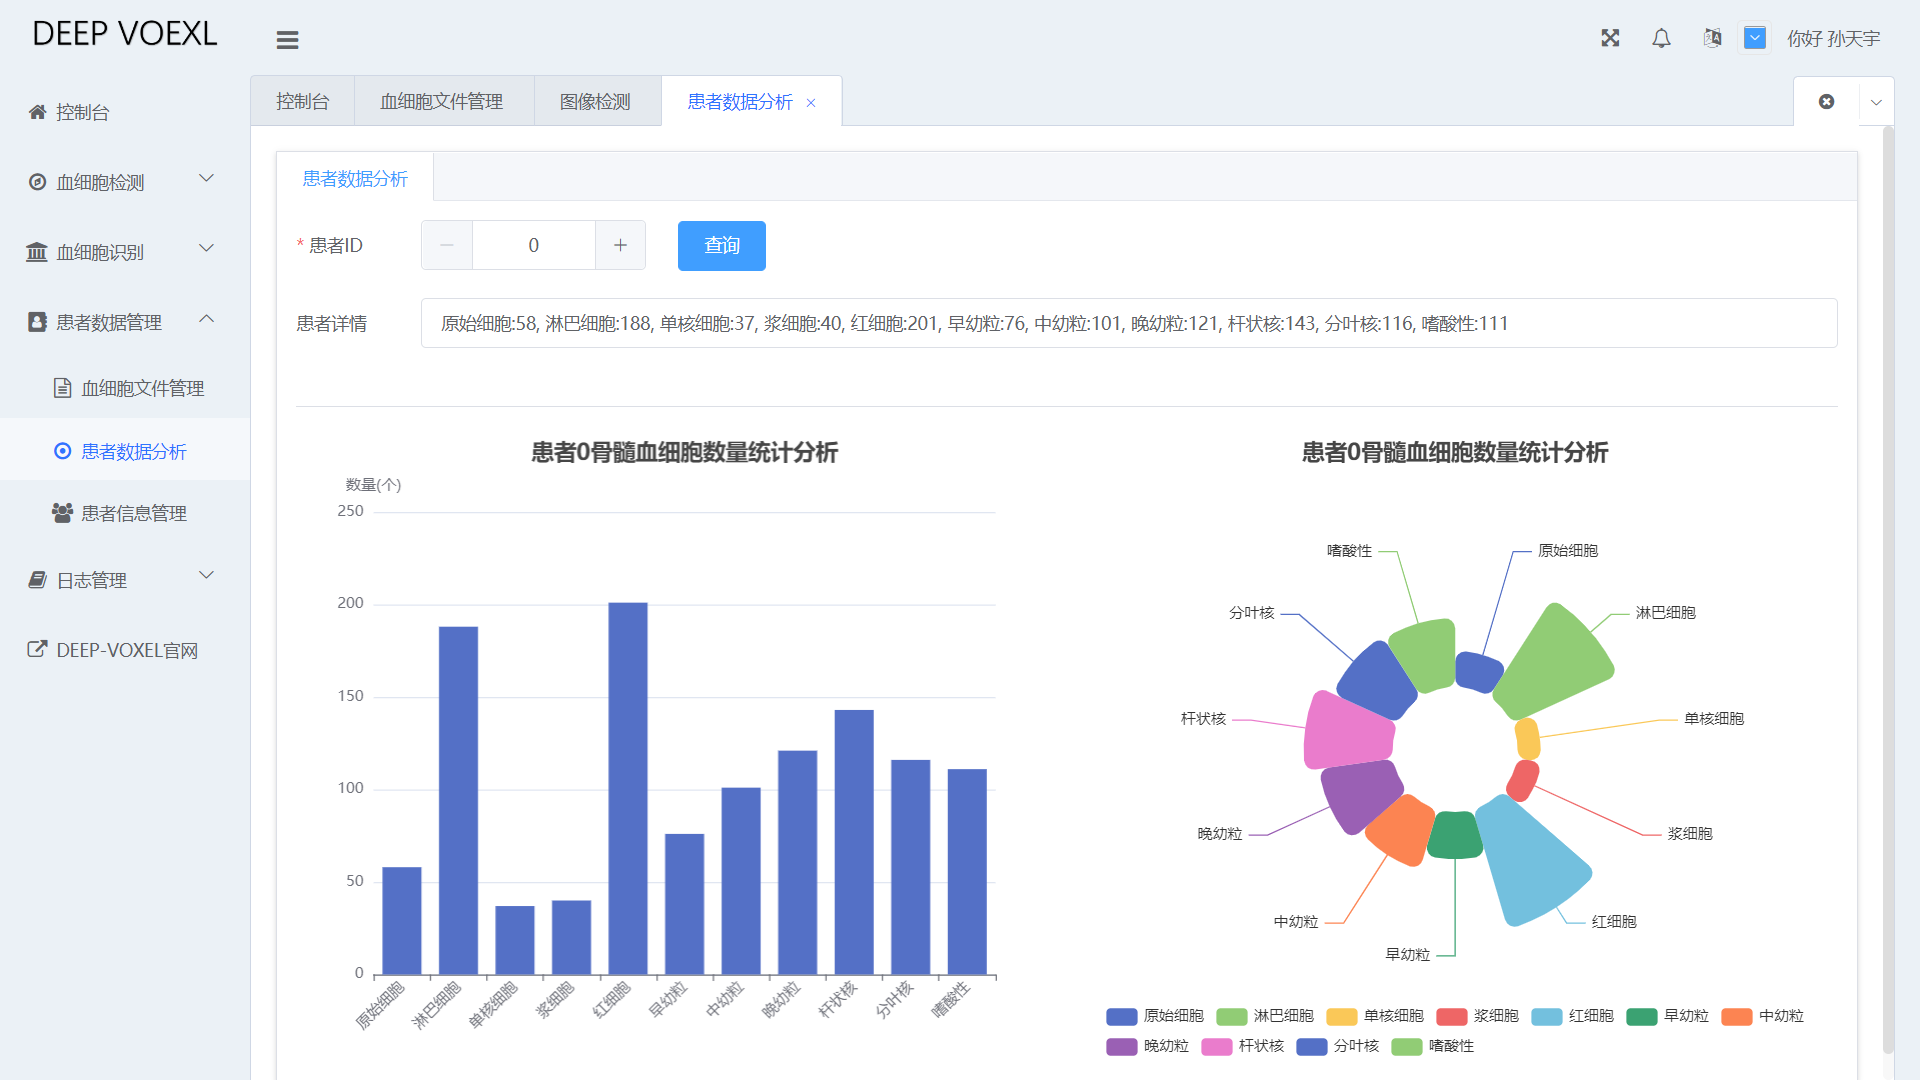 DEEP VOEXL
你好 孙天宇
控制台
血细胞检测
血细胞识别
患者数据管理
血细胞文件管理
患者数据分析
患者信息管理
日志管理
DEEP-VOXEL官网
控制台 血细胞文件管理 图像检测 患者数据分析 ×
患者数据分析
* 患者ID − 0 + 查询
患者详情 原始细胞:58, 淋巴细胞:188, 单核细胞:37, 浆细胞:40, 红细胞:201, 早幼粒:76, 中幼粒:101, 晚幼粒:121, 杆状核:143, 分叶核:116, 嗜酸性:111
患者0骨髓血细胞数量统计分析
数量(个)
250
200
150
100
50
0
原始细胞 淋巴细胞 单核细胞 浆细胞 红细胞 早幼粒 中幼粒 晚幼粒 杆状核 分叶核 嗜酸性
患者0骨髓血细胞数量统计分析
嗜酸性 原始细胞
分叶核 淋巴细胞
杆状核 单核细胞
晚幼粒 浆细胞
中幼粒 红细胞
早幼粒
原始细胞 淋巴细胞 单核细胞 浆细胞 红细胞 早幼粒 中幼粒
晚幼粒 杆状核 分叶核 嗜酸性